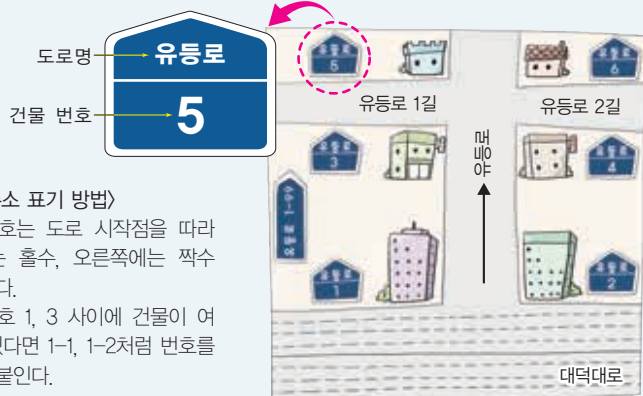 도로명
유등로
건물 번호
5
소 표기 방법〉
호는 도로 시작점을 따라
는 홀수, 오른쪽에는 짝수
다.
호 1, 3 사이에 건물이 여
있다면 1-1, 1-2처럼 번호를
붙인다.
유등로
5
유등로
6
유등로 1길
유등로 2길
유등로
3
유등로
유등로
4
유등로
1
유등로
2
대덕대로